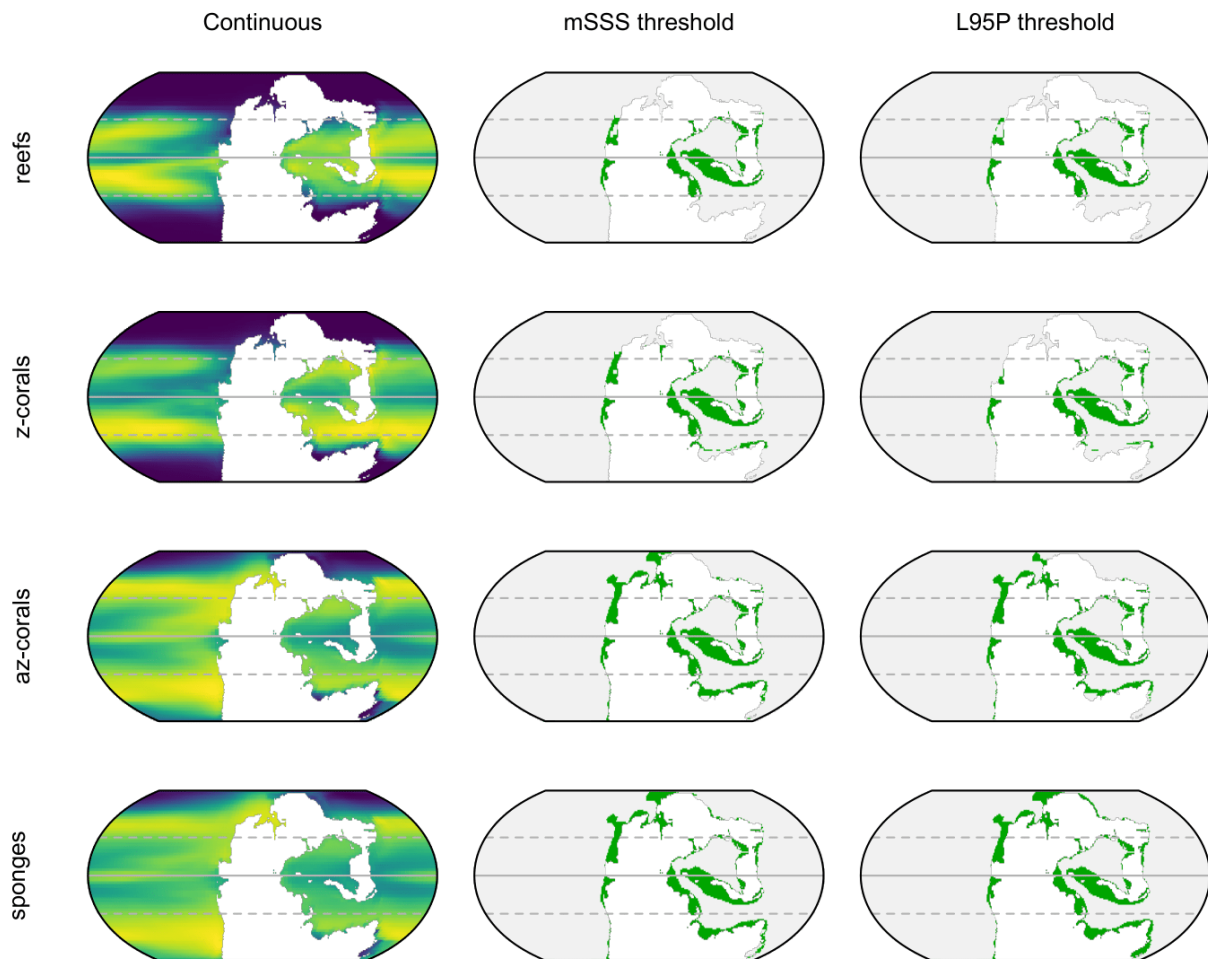 Continuous
mSSS threshold
L95P threshold
reefs
z-corals
az-corals
sponges